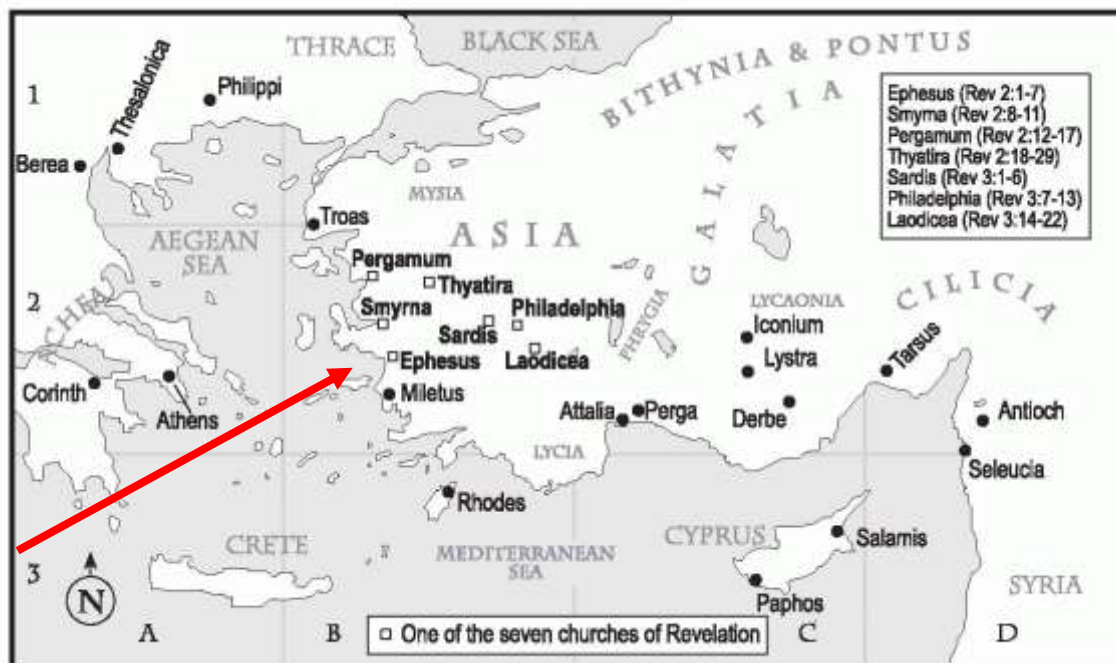 THRACE
BLACK SEA
BITHYNIA & PONTUS
GALATIA
1
Thesalonica
Philippi
Berea
Ephesus (Rev 2:1-7)
Smyrna (Rev 2:8-11)
Pergamum (Rev 2:12-17)
Thyatira (Rev 2:18-29)
Sardis (Rev 3:1-6)
Philadelphia (Rev 3:7-13)
Laodicea (Rev 3:14-22)
MYSIA
Troas
ASIA
AEGEAN
SEA
Pergamum
Thyatira
2
ACHEA
Smyrna
Philadelphia
Sardis
PHRYGIA
LYCAONIA
CILICIA
Iconium
Ephesus
Laodicea
Lystra
Tarsus
Corinth
Athens
Miletus
Attalia
Perga
Derbe
Antioch
LYCIA
Seleucia
Rhodes
CRETE
MEDITERRANEAN
SEA
CYPRUS
Salamis
3
N
Paphos
SYRIA
A
B
One of the seven churches of Revelation
C
D